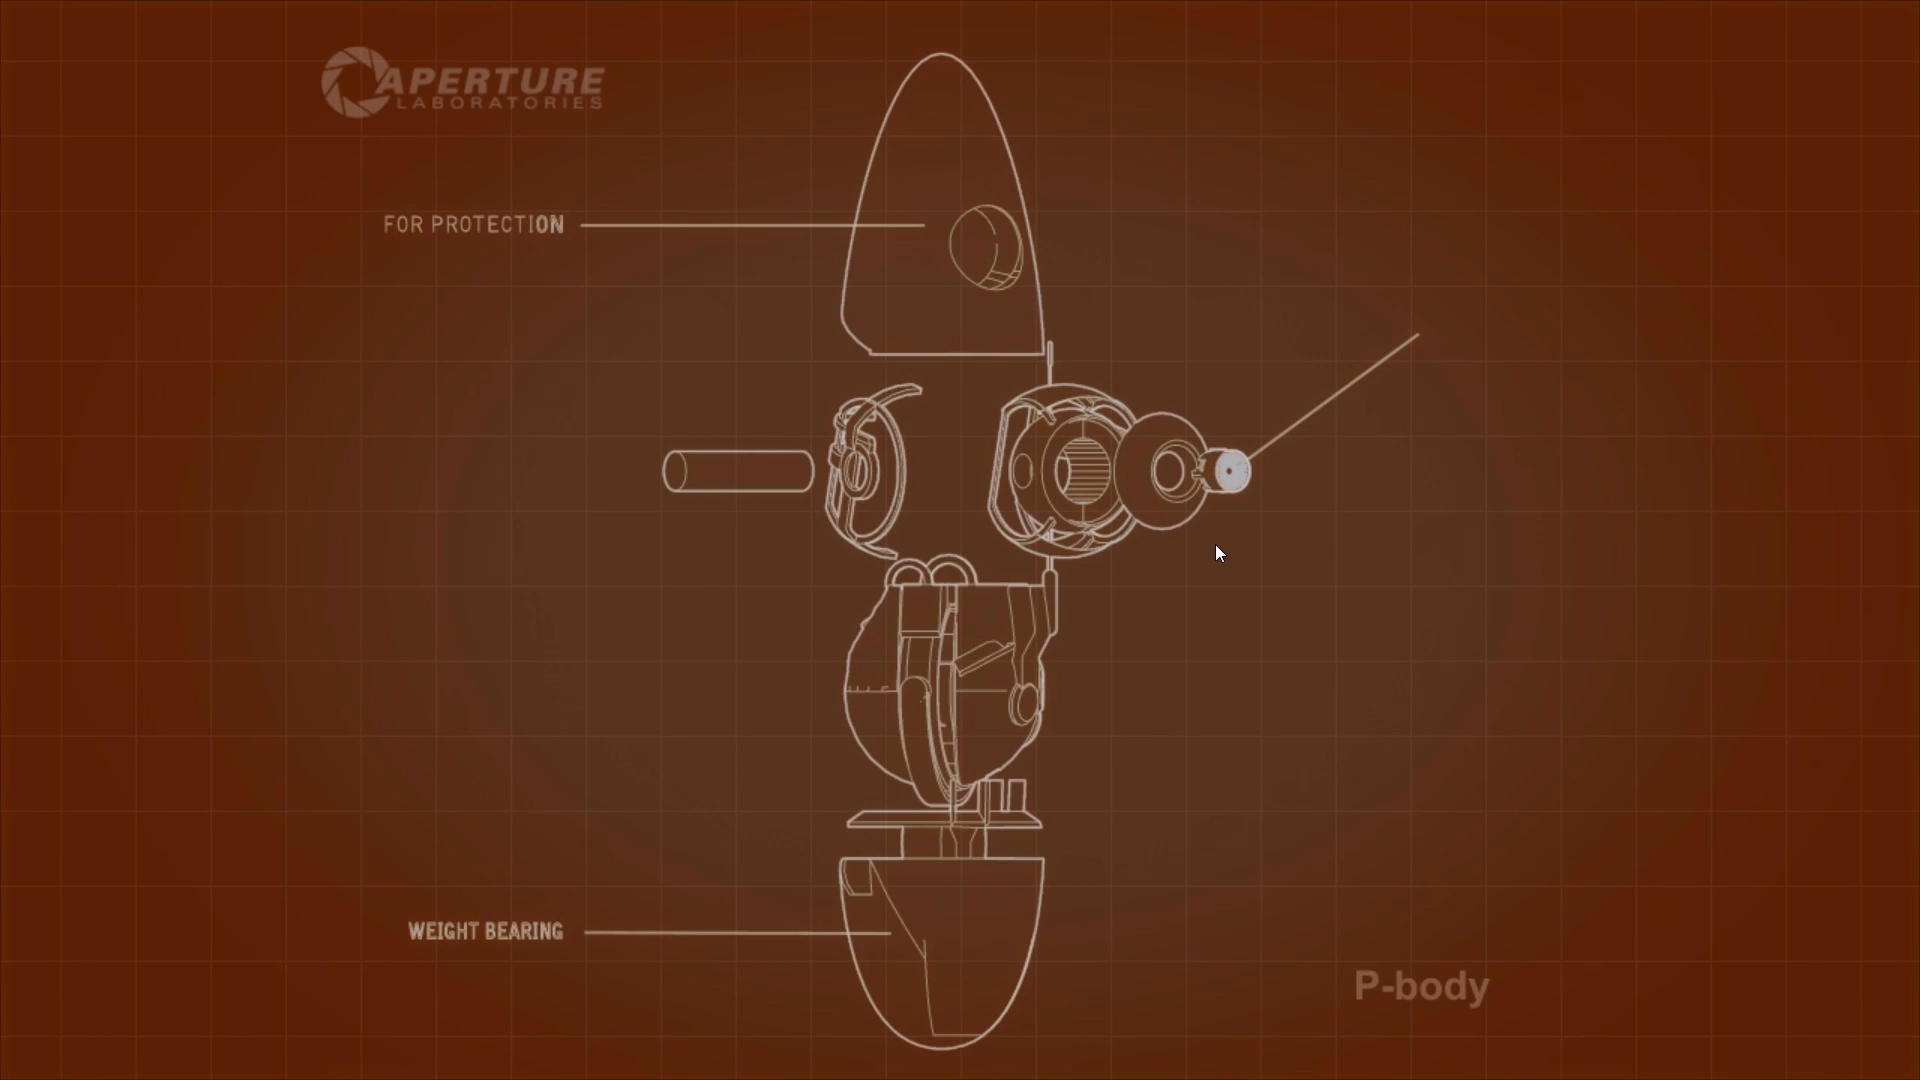 APERTURE
LABORATORIES
FOR PROTECTION
WEIGHT BEARING
P-body